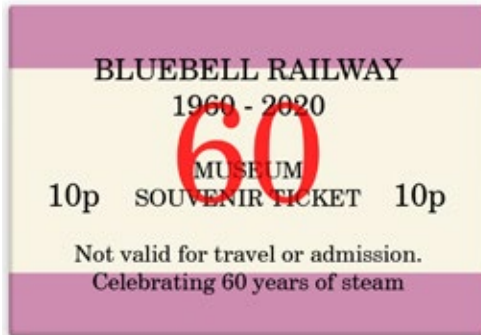 BLUEBELL RAILWAY
1960 - 2020
60
MUSEUM
10p SOUVENIR TICKET 10p
Not valid for travel or admission.
Celebrating 60 years of steam